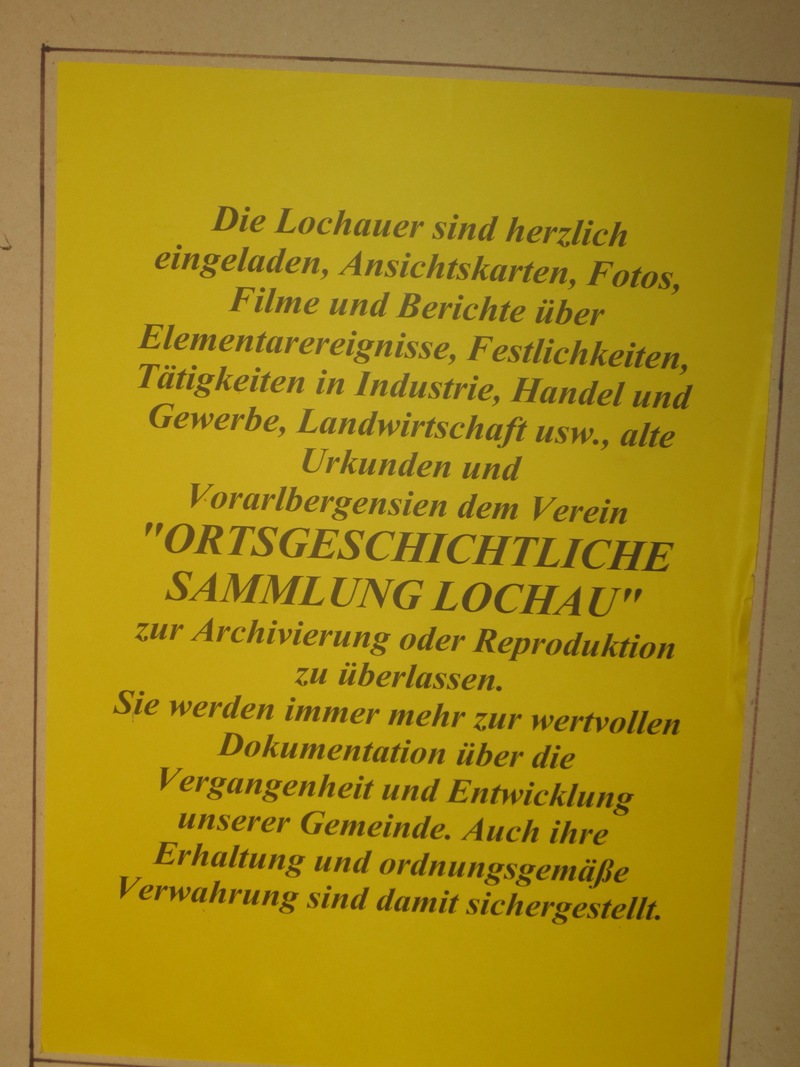 Die Lochauer sind herzlich
eingeladen, Ansichtskarten, Fotos,
Filme und Berichte über
Elementarereignisse, Festlichkeiten,
Tätigkeiten in Industrie, Handel und
Gewerbe, Landwirtschaft usw., alte
Urkunden und
Vorarlbergensien dem Verein
"ORTSGESCHICHTLICHE
SAMMLUNG LOCHAU"
zur Archivierung oder Reproduktion
zu überlassen.
Sie werden immer mehr zur wertvollen
Dokumentation über die
Vergangenheit und Entwicklung
unserer Gemeinde. Auch ihre
Erhaltung und ordnungsgemäße
Verwahrung sind damit sichergestellt.